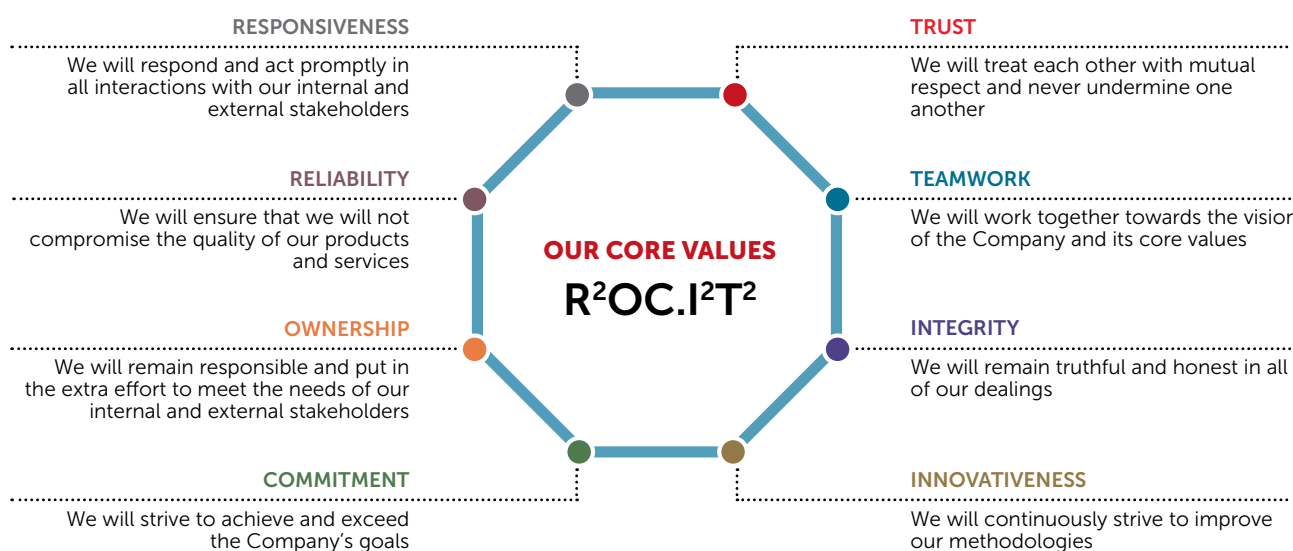 RESPONSIVENESS
We will respond and act promptly in
all interactions with our internal and
external stakeholders
RELIABILITY
We will ensure that we will not
compromise the quality of our products
and services
OWNERSHIP
We will remain responsible and put in
the extra effort to meet the needs of our
internal and external stakeholders
COMMITMENT
We will strive to achieve and exceed
the Company’s goals
OUR CORE VALUES
R²OC.I²T²
TRUST
We will treat each other with mutual
respect and never undermine one
another
TEAMWORK
We will work together towards the vision
of the Company and its core values
INTEGRITY
We will remain truthful and honest in all
of our dealings
INNOVATIVENESS
We will continuously strive to improve
our methodologies